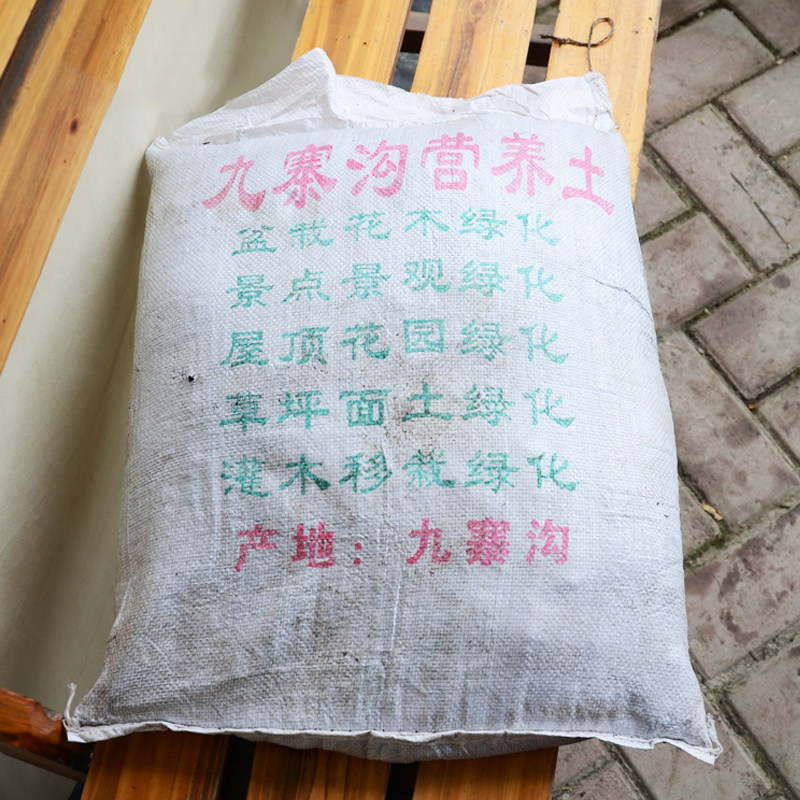 九寨沟营养土
盆栽花木绿化
景点景观绿化
屋顶花园绿化
草坪面土绿化
灌木移栽绿化
产地：九寨沟